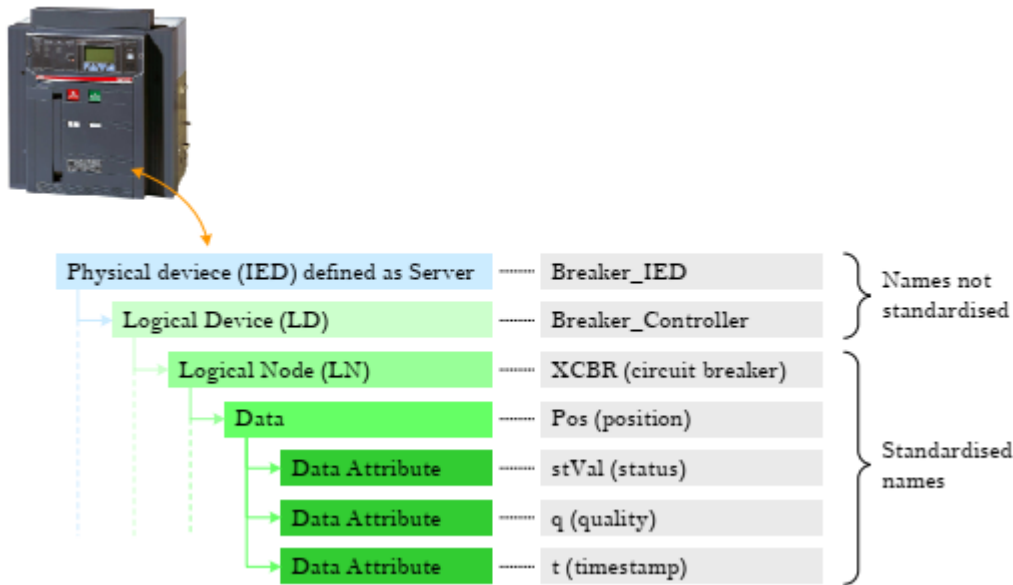 Physical deviece (IED) defined as Server
Breaker_IED
Logical Device (LD)
Breaker_Controller
Names not
standardised
Logical Node (LN)
XCBR (circuit breaker)
Data
Pos (position)
Data Attribute
stVal (status)
Data Attribute
q (quality)
Data Attribute
t (timestamp)
Standardised
names